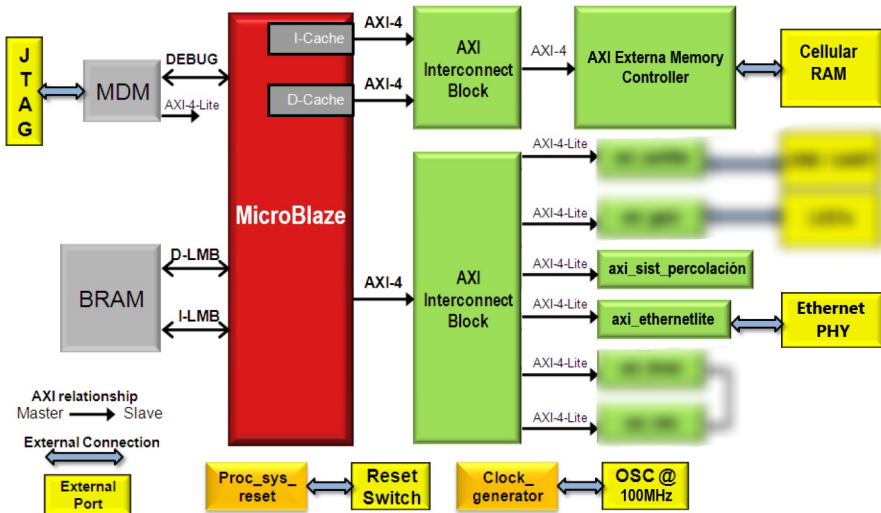 J
T
A
G
MDM
DEBUG
AXI-4-Lite
I-Cache
D-Cache
MicroBlaze
AXI-4
AXI-4
AXI
Interconnect
Block
AXI-4
AXI Externa Memory
Controller
Cellular
RAM
BRAM
D-LMB
I-LMB
AXI-4
AXI
Interconnect
Block
AXI-4-Lite
AXI-4-Lite
AXI-4-Lite
axi_sist_percolación
AXI-4-Lite
axi_ethernetlite
Ethernet
PHY
AXI-4-Lite
AXI-4-Lite
AXI relationship
Master
Slave
External Connection
External
Port
Proc_sys_
reset
Reset
Switch
Clock_
generator
OSC @
100MHz